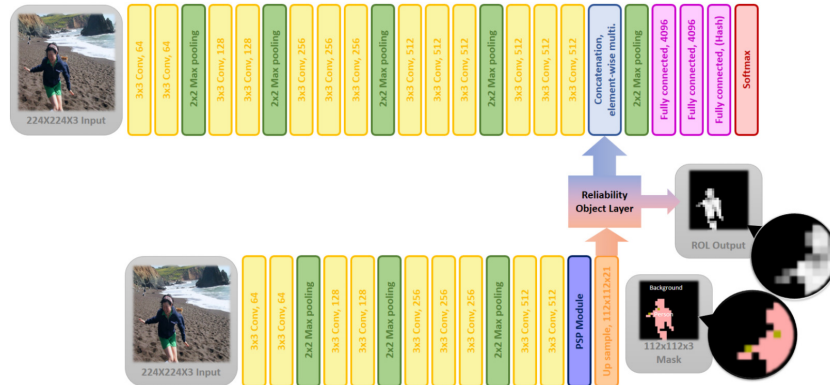 224X224X3 Input
3x3 Conv, 64
3x3 Conv, 64
2x2 Max pooling
3x3 Conv, 128
3x3 Conv, 128
2x2 Max pooling
3x3 Conv, 256
3x3 Conv, 256
3x3 Conv, 256
2x2 Max pooling
3x3 Conv, 512
3x3 Conv, 512
3x3 Conv, 512
2x2 Max pooling
3x3 Conv, 512
3x3 Conv, 512
3x3 Conv, 512
Concatenation,
element-wise multi.
2x2 Max pooling
Fully connected, 4096
Fully connected, 4096
Fully connected, (Hash)
Softmax
Reliability
Object Layer
ROL Output
224X224X3 Input
3x3 Conv, 64
3x3 Conv, 64
2x2 Max pooling
3x3 Conv, 128
3x3 Conv, 128
2x2 Max pooling
3x3 Conv, 256
3x3 Conv, 256
3x3 Conv, 256
2x2 Max pooling
3x3 Conv, 512
3x3 Conv, 512
PSP Module
Up sample, 112x112x21
Background
112x112x3
Mask